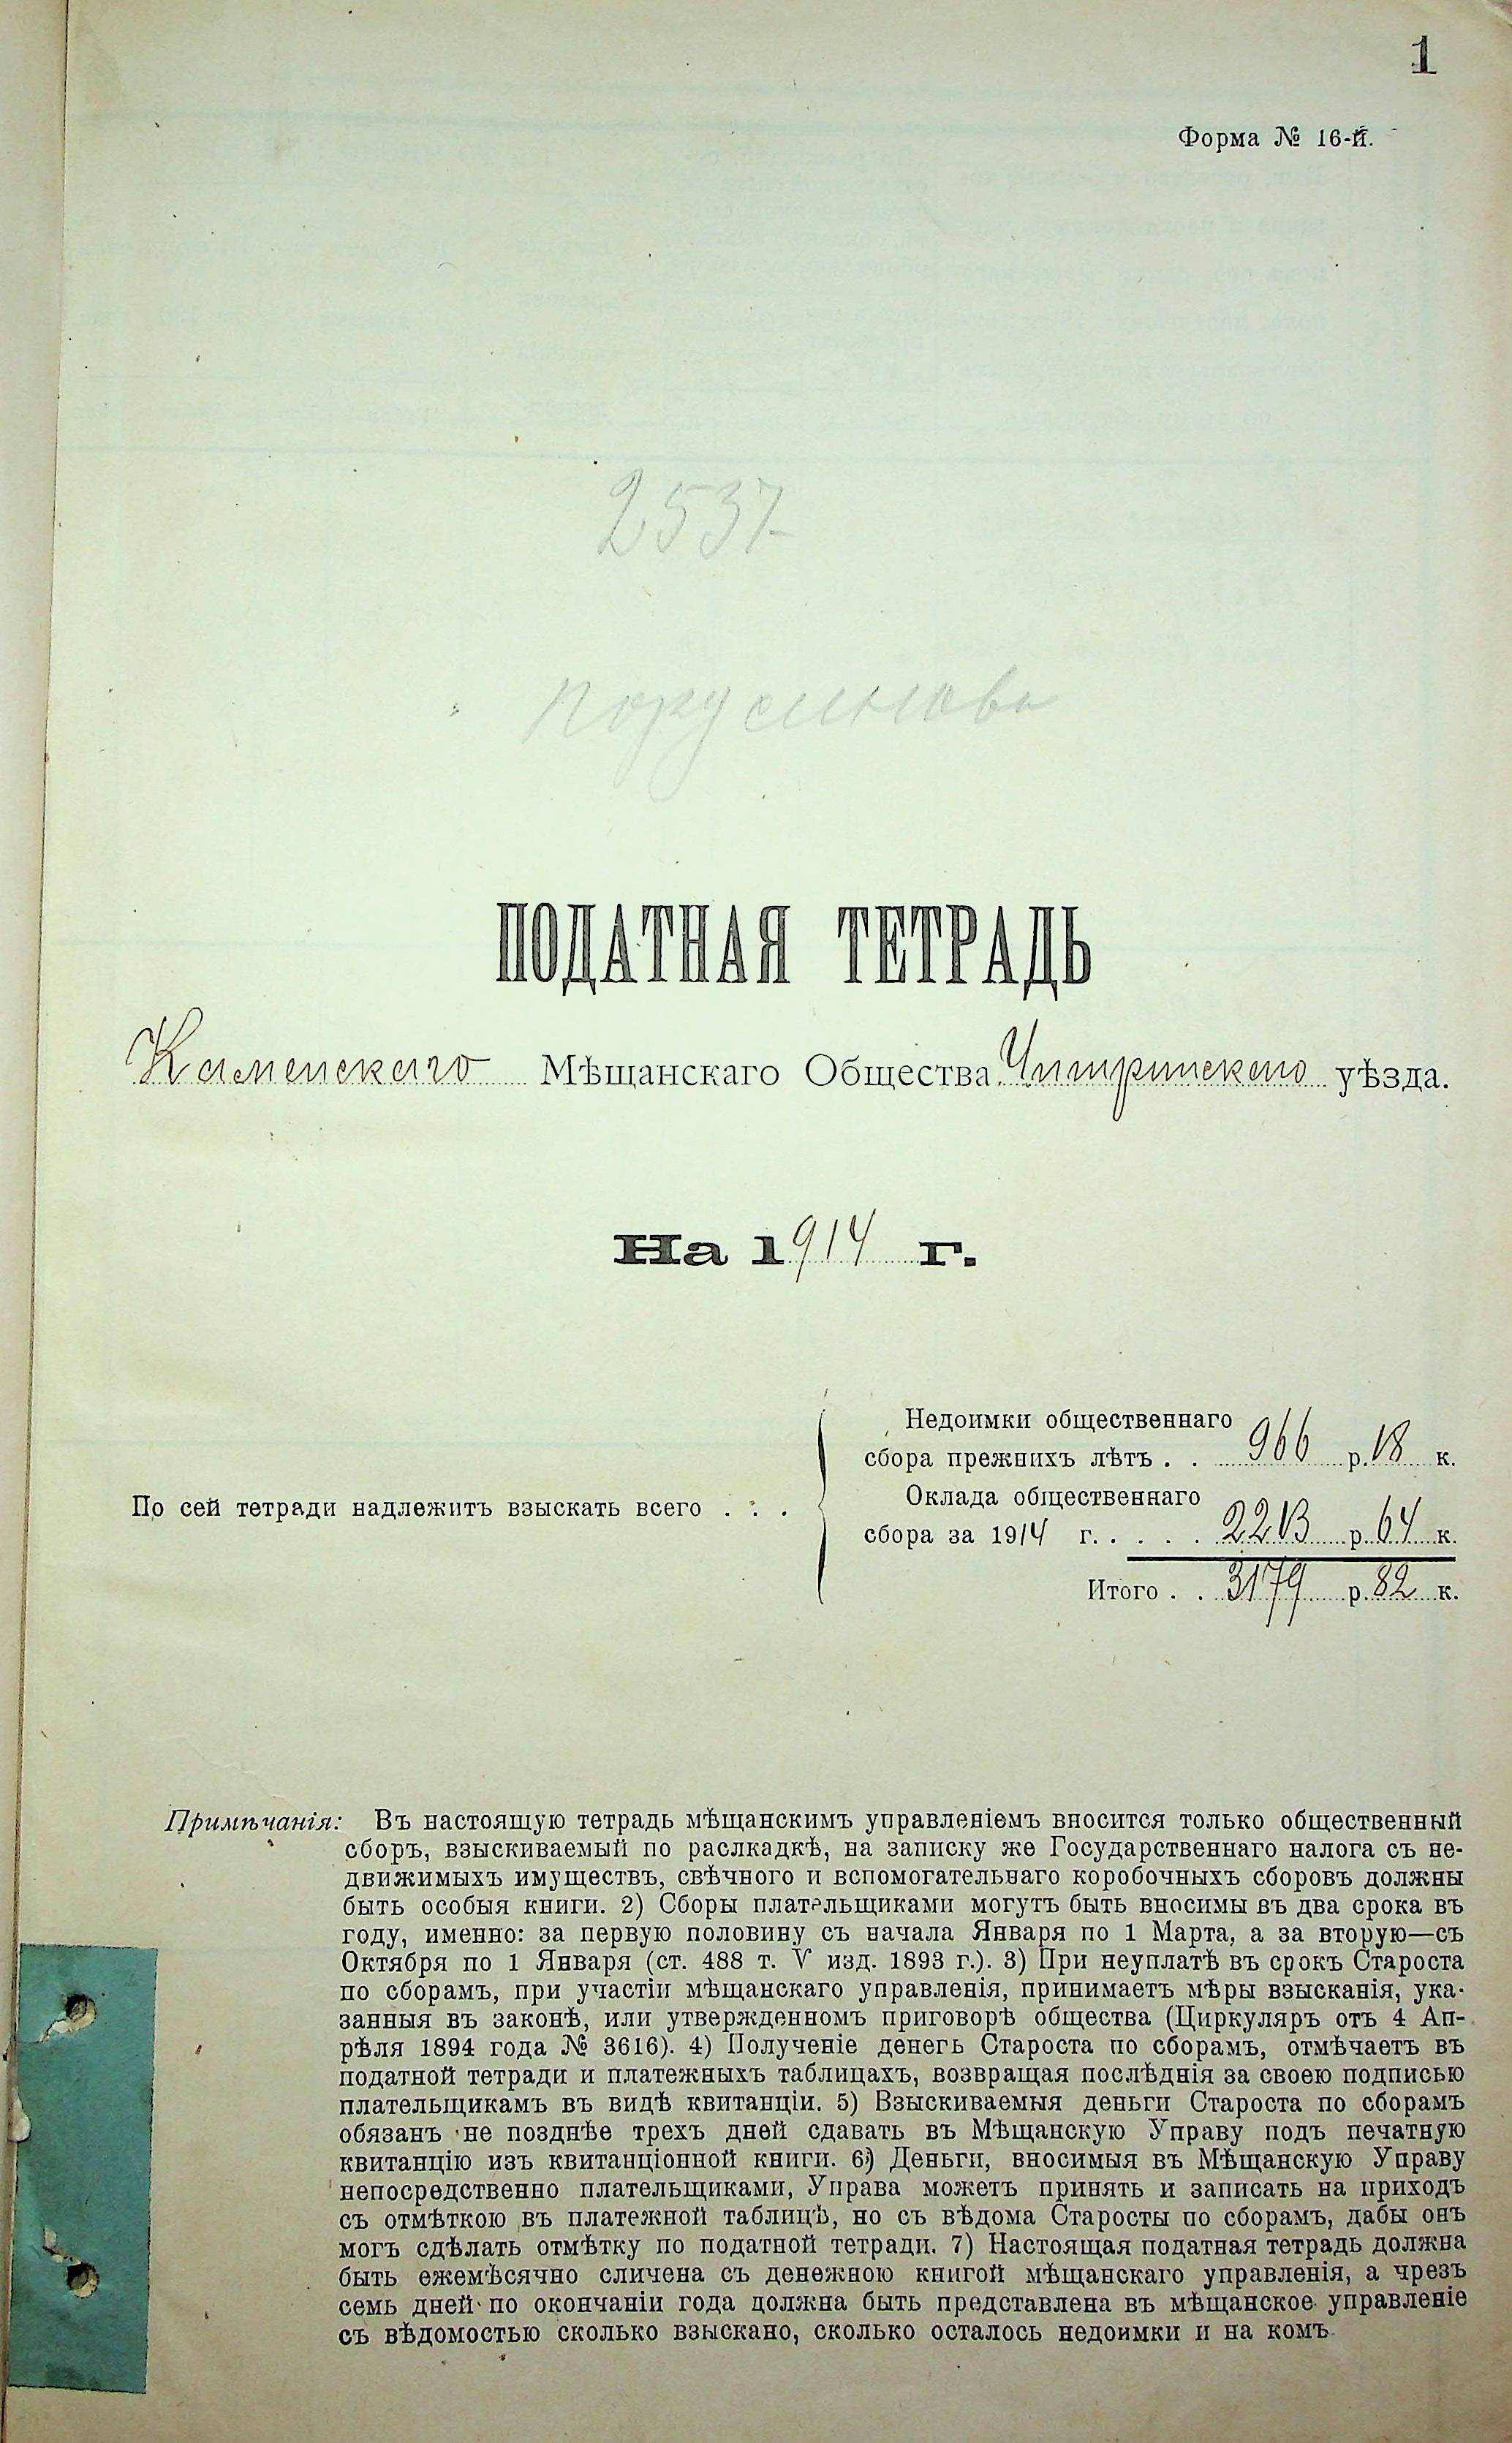 1
Форма № 16-й.
2537
ПОДАТНАЯ ТЕТРАДЬ
Каменскаго Мѣщанскаго Общества Читинскаго уѣзда.
На 1914 г.
Недоимки общественнаго
сбора прежнихъ лѣтъ . . 966 р. 18 к.
По сей тетради надлежитъ взыскать всего . . .
Оклада общественнаго
сбора за 1914 г. . . . . 2213 р. 64 к.
Итого . . 3179 р. 82 к.
Примѣчанія: Въ настоящую тетрадь мѣщанскимъ управленіемъ вносится только общественный
сборъ, взыскиваемый по раслкадкѣ, на записку же Государственнаго налога съ не-
движимыхъ имуществъ, свѣчного и вспомогательнаго коробочныхъ сборовъ должны
быть особыя книги. 2) Сборы плательщиками могутъ быть вносимы въ два срока въ
году, именно: за первую половину съ начала Января по 1 Марта, а за вторую—съ
Октября по 1 Января (ст. 488 т. V изд. 1893 г.). 3) При неуплатѣ въ срокъ Староста
по сборамъ, при участіи мѣщанскаго управленія, принимаетъ мѣры взысканія, ука-
занныя въ законѣ, или утвержденномъ приговорѣ общества (Циркуляръ отъ 4 Ап-
рѣля 1894 года № 3616). 4) Полученіе денегъ Староста по сборамъ, отмѣчаетъ въ
податной тетради и платежныхъ таблицахъ, возвращая послѣднія за своею подписью
плательщикамъ въ видѣ квитанціи. 5) Взыскиваемыя деньги Староста по сборамъ
обязанъ не позднѣе трехъ дней сдавать въ Мѣщанскую Управу подъ печатную
квитанцію изъ квитанціонной книги. 6) Деньги, вносимыя въ Мѣщанскую Управу
непосредственно плательщиками, Управа можетъ принять и записать на приходъ
съ отмѣткою въ платежной таблицѣ, но съ вѣдома Старосты по сборамъ, дабы онъ
могъ сдѣлать отмѣтку по податной тетради. 7) Настоящая податная тетрадь должна
быть ежемѣсячно сличена съ денежною книгой мѣщанскаго управленія, а чрезъ
семь дней по окончаніи года должна быть представлена въ мѣщанское управленіе
съ вѣдомостью сколько взыскано, сколько осталось недоимки и на комъ